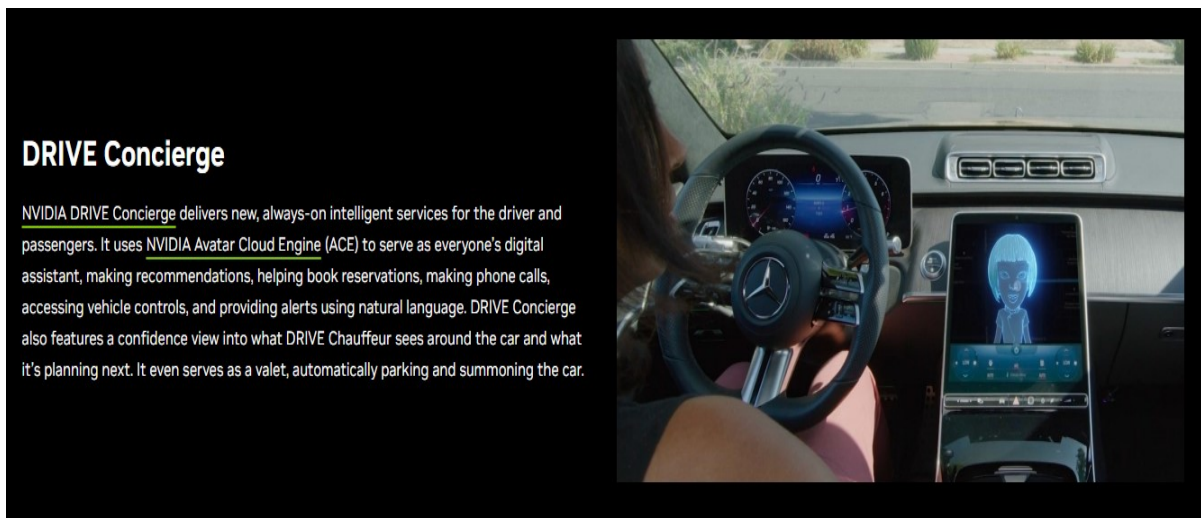 DRIVE Concierge
NVIDIA DRIVE Concierge delivers new, always-on intelligent services for the driver and
passengers. It uses NVIDIA Avatar Cloud Engine (ACE) to serve as everyone's digital
assistant, making recommendations, helping book reservations, making phone calls,
accessing vehicle controls, and providing alerts using natural language. DRIVE Concierge
also features a confidence view into what DRIVE Chauffeur sees around the car and what
it's planning next. It even serves as a valet, automatically parking and summoning the car.